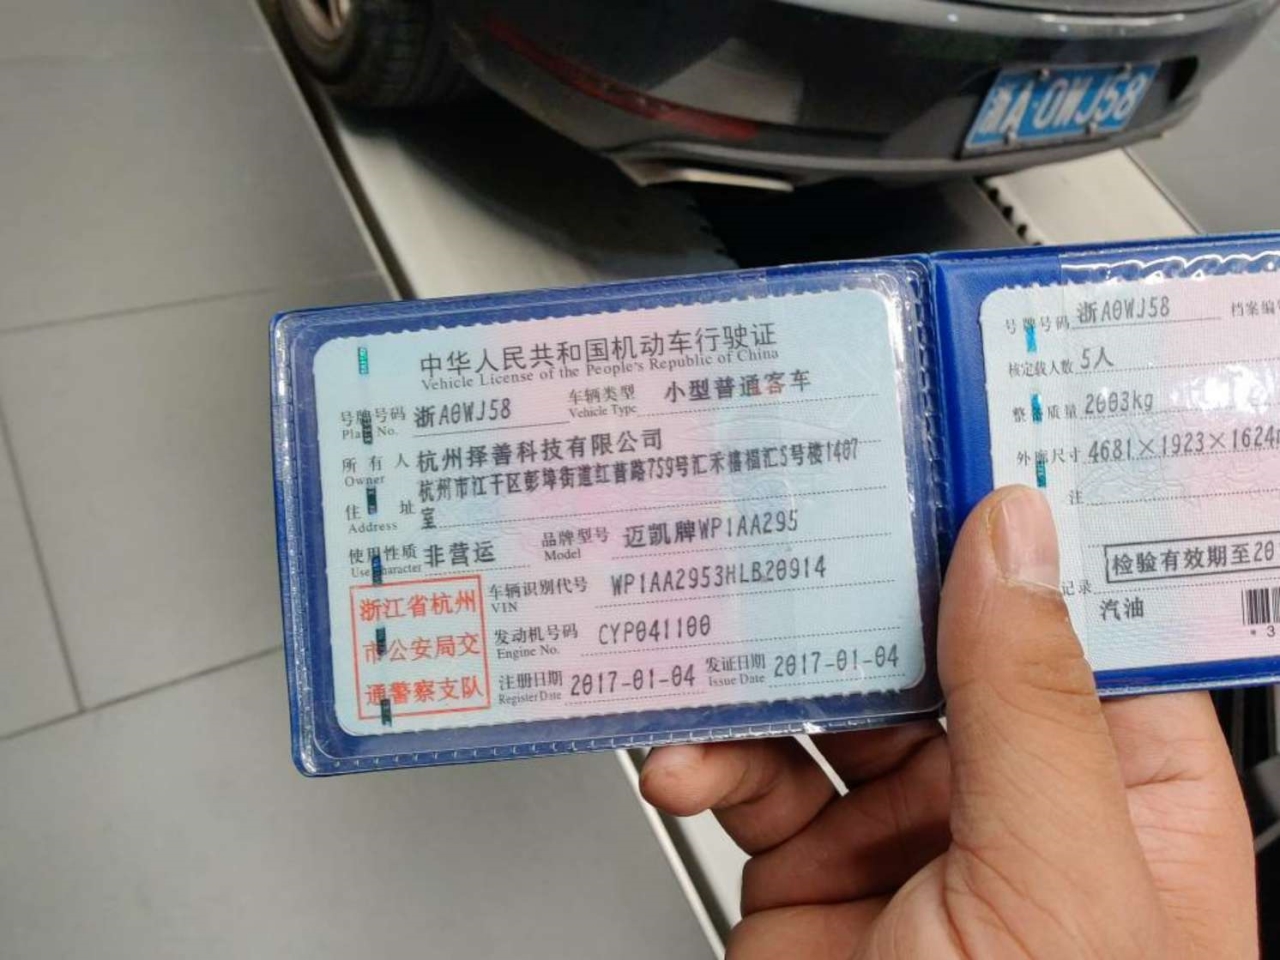 浙A·0WJ58
中华人民共和国机动车行驶证
Vehicle License of the People's Republic of China
号牌号码 浙A0WJ58 车辆类型 小型普通客车
Plate No. Vehicle Type
所有人 杭州择善科技有限公司
Owner
杭州市江干区彭埠街道红普路759号汇禾禧福汇5号楼1407
住址 室
Address
使用性质 非营运 品牌型号 迈凯牌WP1AA295
Use Character Model
浙江省杭州
市公安局交
通警察支队
车辆识别代号 WP1AA2953HLB20914
VIN
发动机号码 CYP041100
Engine No.
注册日期 2017-01-04 发证日期 2017-01-04
Register Date Issue Date
号牌号码 浙A0WJ58 档案编
核定载人数 5人
整备质量 2003kg
外廓尺寸 4681×1923×1624
注
检验有效期至20
记录
汽油
*3